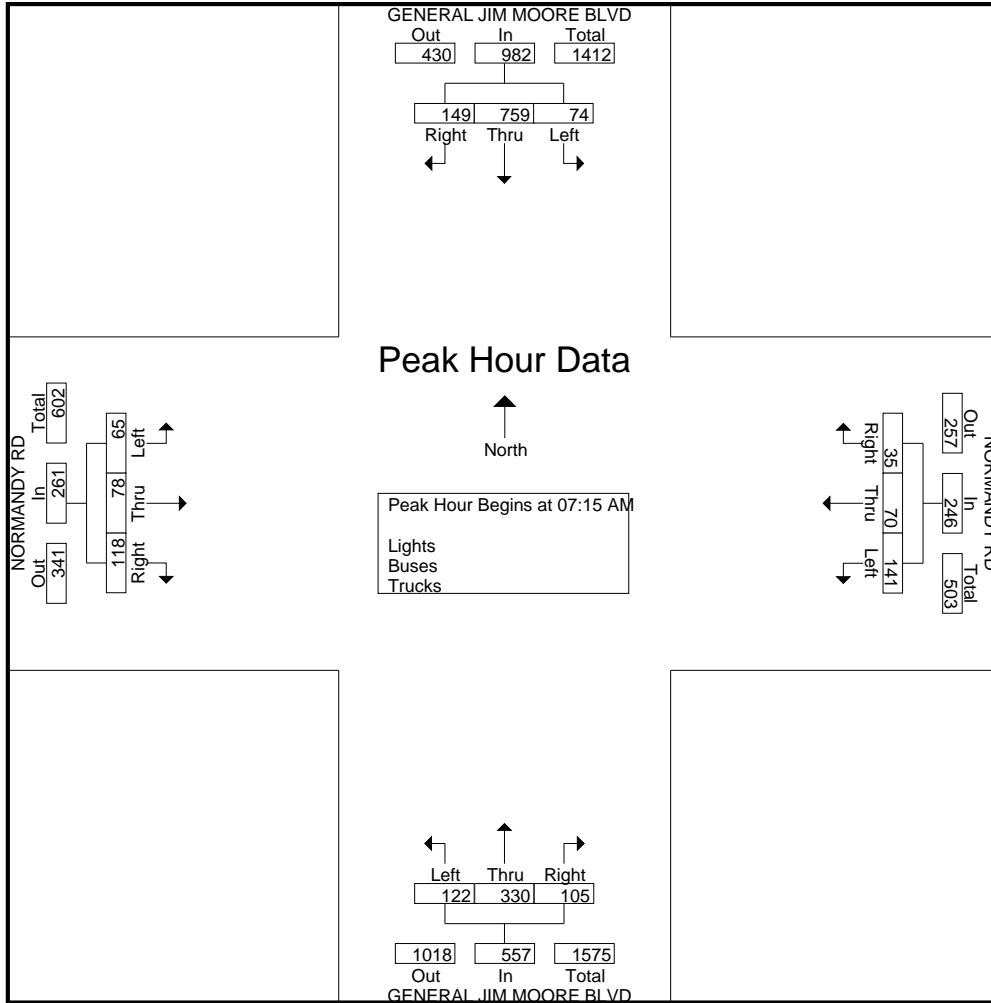 GENERAL JIM MOORE BLVD
Out In Total
430 982 1412
149 759 74
Right Thru Left
Peak Hour Data
North
Peak Hour Begins at 07:15 AM
Lights
Buses
Trucks
NORMANDY RD
Total In Out
602 261 341
65 78 118
Left Thru Right
Right Thru Left
35 70 141
257 246 503
Out In Total
NORMANDY RD
Left Thru Right
122 330 105
1018 557 1575
Out In Total
GENERAL JIM MOORE BLVD